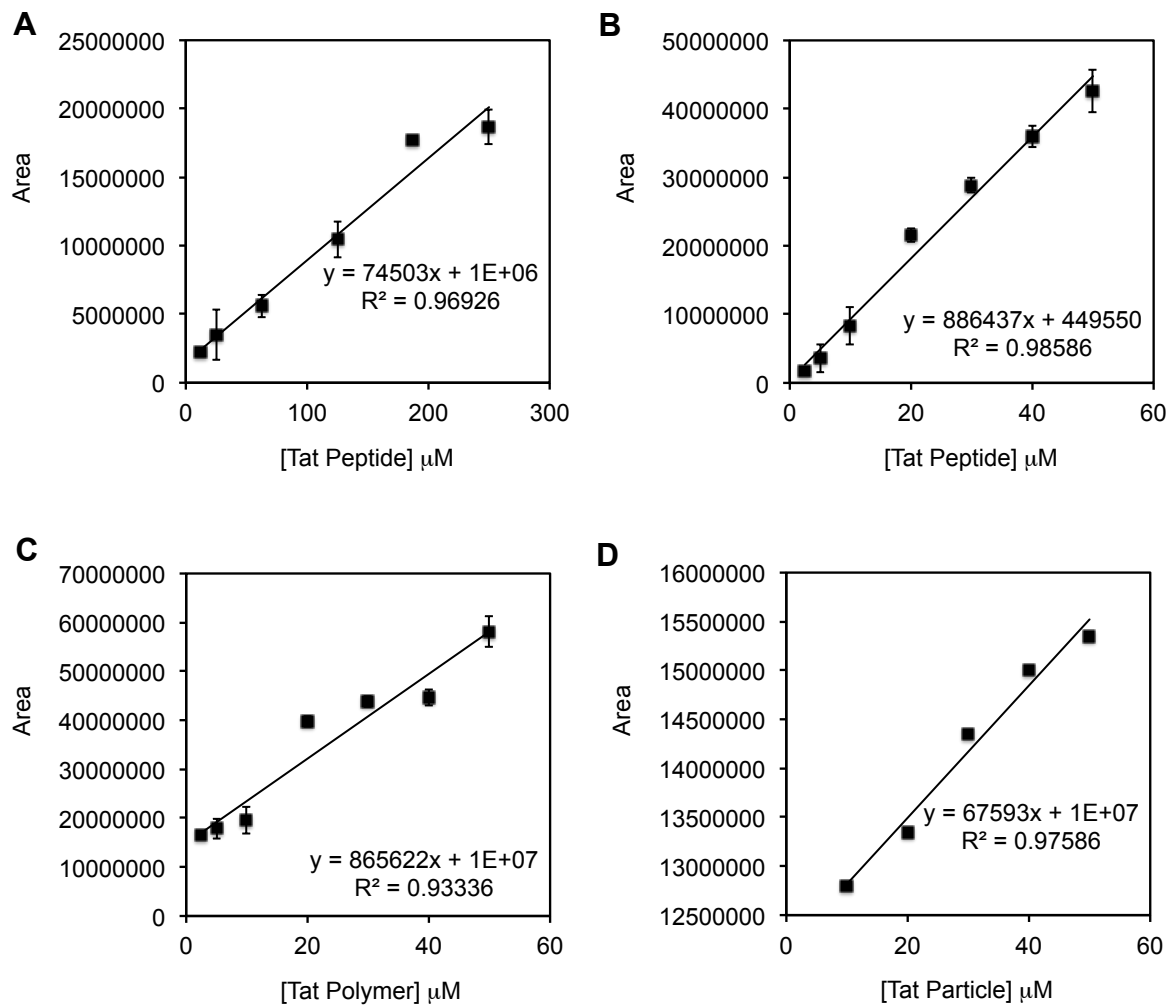 A
25000000
20000000
15000000
10000000
5000000
0
Area
y = 74503x + 1E+06
R² = 0.96926
0 100 200 300
[Tat Peptide] μM
B
50000000
40000000
30000000
20000000
10000000
0
Area
y = 886437x + 449550
R² = 0.98586
0 20 40 60
[Tat Peptide] μM
C
70000000
60000000
50000000
40000000
30000000
20000000
10000000
0
Area
y = 865622x + 1E+07
R² = 0.93336
0 20 40 60
[Tat Polymer] μM
D
16000000
15500000
15000000
14500000
14000000
13500000
13000000
12500000
Area
y = 67593x + 1E+07
R² = 0.97586
0 20 40 60
[Tat Particle] μM